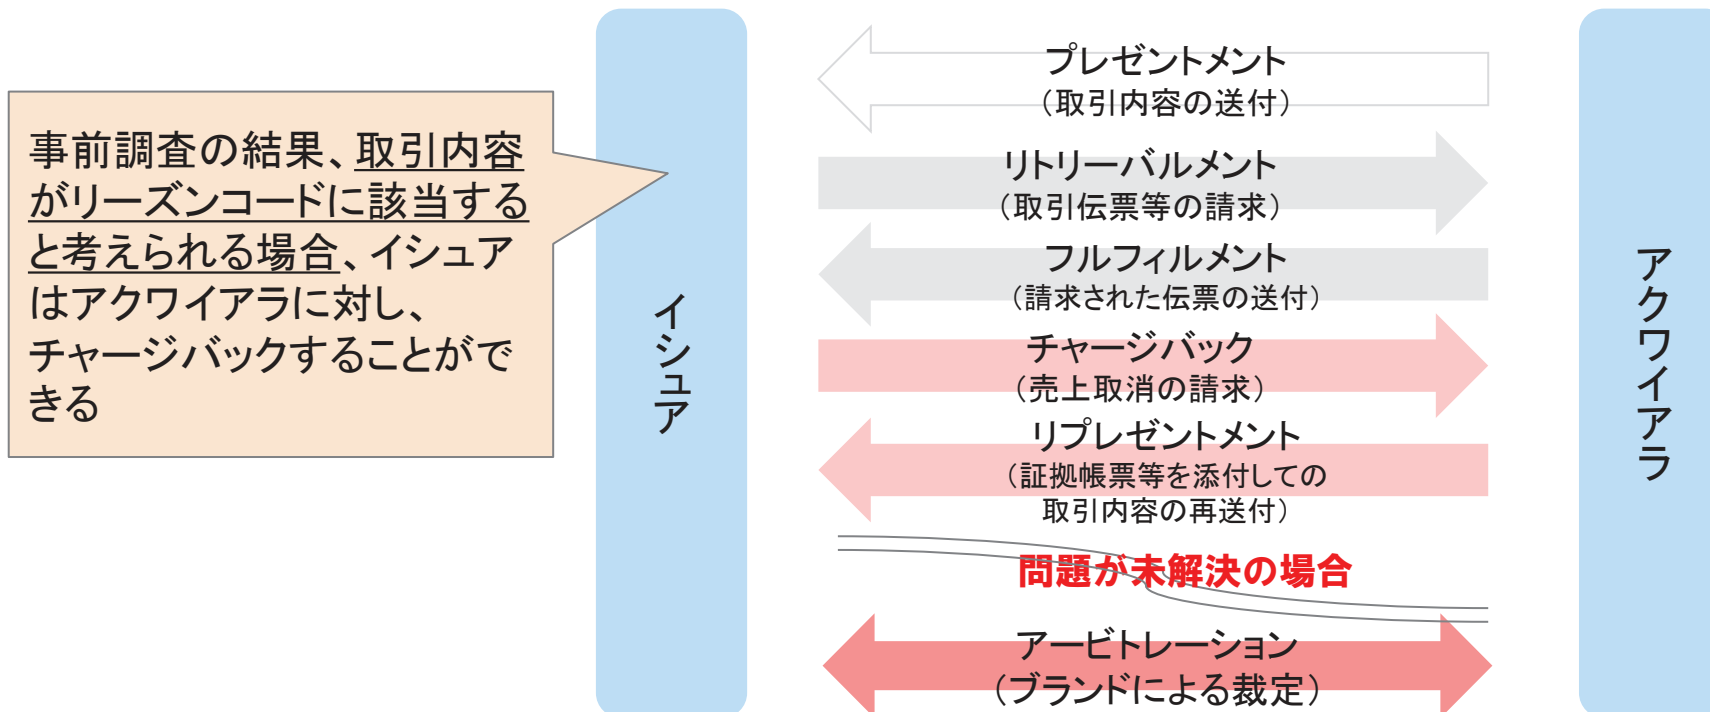 事前調査の結果、取引内容
がリーズンコードに該当する
と考えられる場合、イシュア
はアクワイアラに対し、
チャージバックすることがで
きる
イシュア
プレゼントメント
（取引内容の送付）
リトリーバルメント
（取引伝票等の請求）
フルフィルメント
（請求された伝票の送付）
チャージバック
（売上取消の請求）
リプレゼントメント
（証拠帳票等を添付しての
取引内容の再送付）
問題が未解決の場合
アービトレーション
（ブランドによる裁定）
アクワイアラ